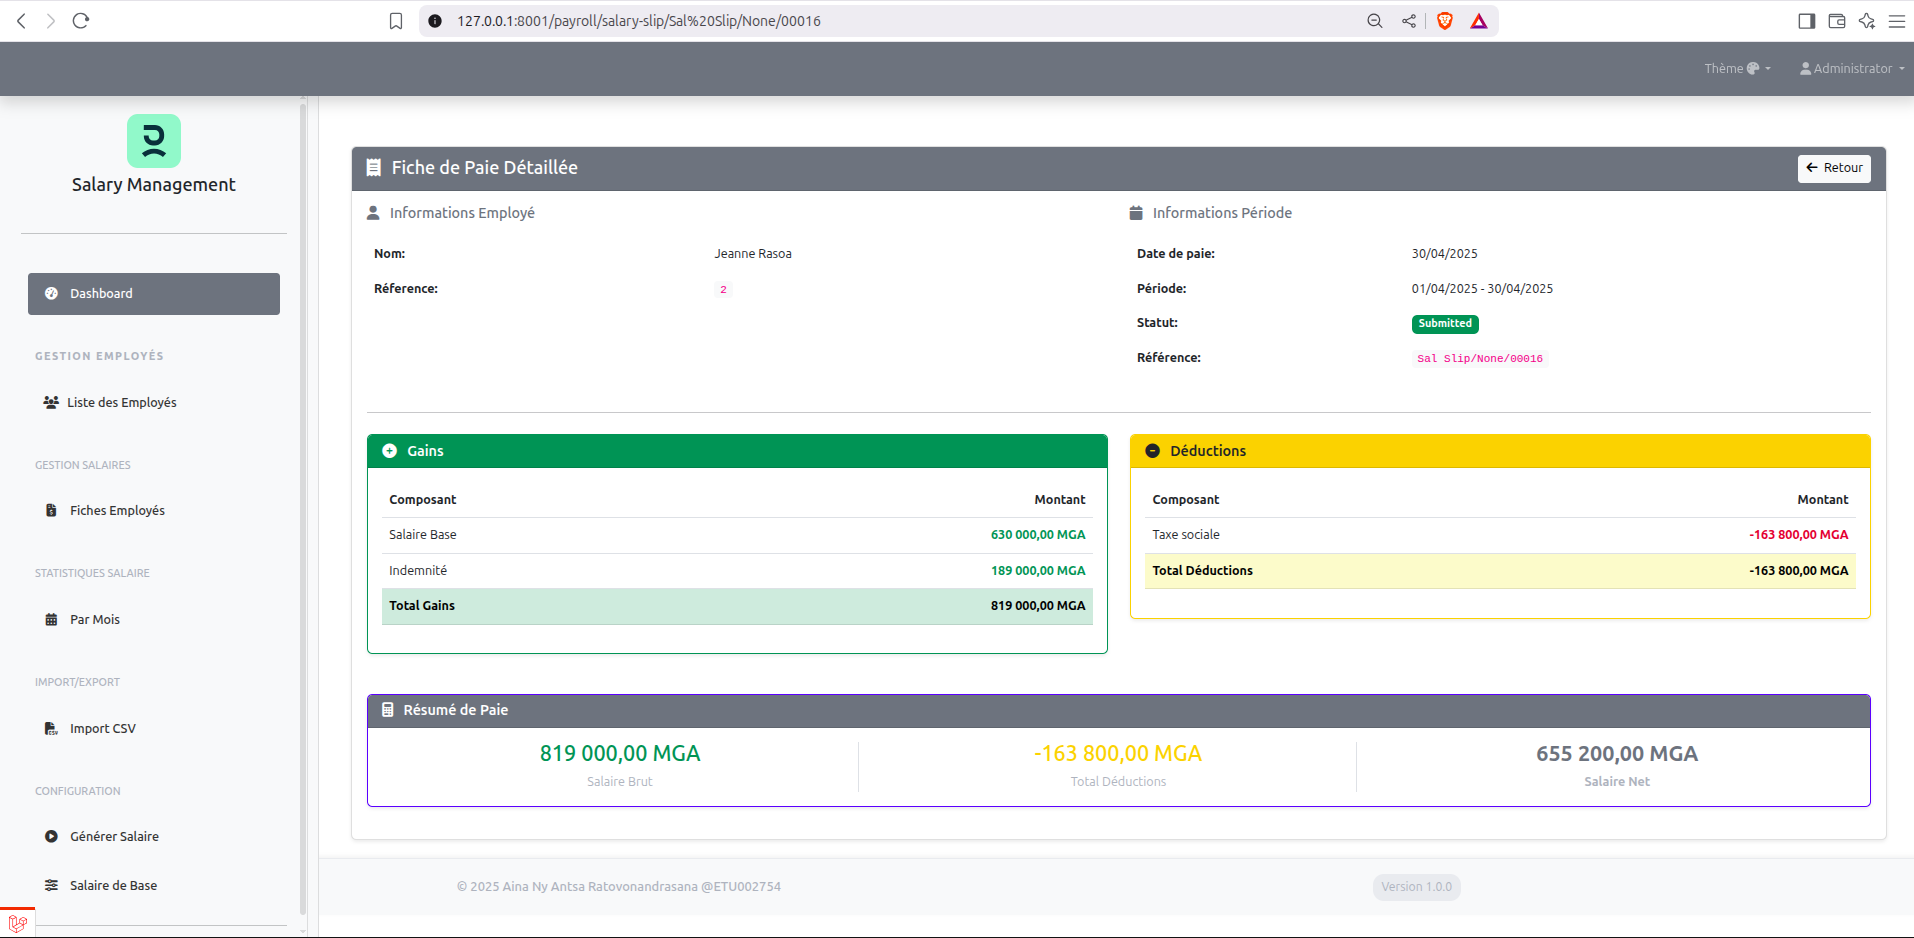 127.0.0.1:8001/payroll/salary-slip/Sal%20Slip/None/00016
Thème
Administrator
Salary Management
Dashboard
GESTION EMPLOYÉS
Liste des Employés
GESTION SALAIRES
Fiches Employés
STATISTIQUES SALAIRE
Par Mois
IMPORT/EXPORT
Import CSV
CONFIGURATION
Générer Salaire
Salaire de Base
Fiche de Paie Détaillée
Retour
Informations Employé
Nom: Jeanne Rasoa
Réference: 2
Informations Période
Date de paie: 30/04/2025
Période: 01/04/2025 - 30/04/2025
Statut: Submitted
Référence: Sal Slip/None/00016
Gains
Composant Montant
Salaire Base 630 000,00 MGA
Indemnité 189 000,00 MGA
Total Gains 819 000,00 MGA
Déductions
Composant Montant
Taxe sociale -163 800,00 MGA
Total Déductions -163 800,00 MGA
Résumé de Paie
819 000,00 MGA
Salaire Brut
-163 800,00 MGA
Total Déductions
655 200,00 MGA
Salaire Net
© 2025 Aina Ny Antsa Ratovonandrasana @ETU002754
Version 1.0.0